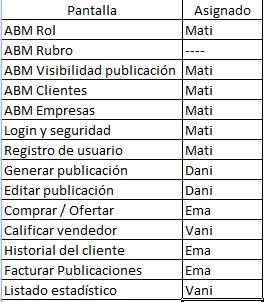 Pantalla Asignado
ABM Rol Mati
ABM Rubro ----
ABM Visibilidad publicación Mati
ABM Clientes Mati
ABM Empresas Mati
Login y seguridad Mati
Registro de usuario Mati
Generar publicación Dani
Editar publicación Dani
Comprar / Ofertar Ema
Calificar vendedor Vani
Historial del cliente Ema
Facturar Publicaciones Ema
Listado estadístico Vani